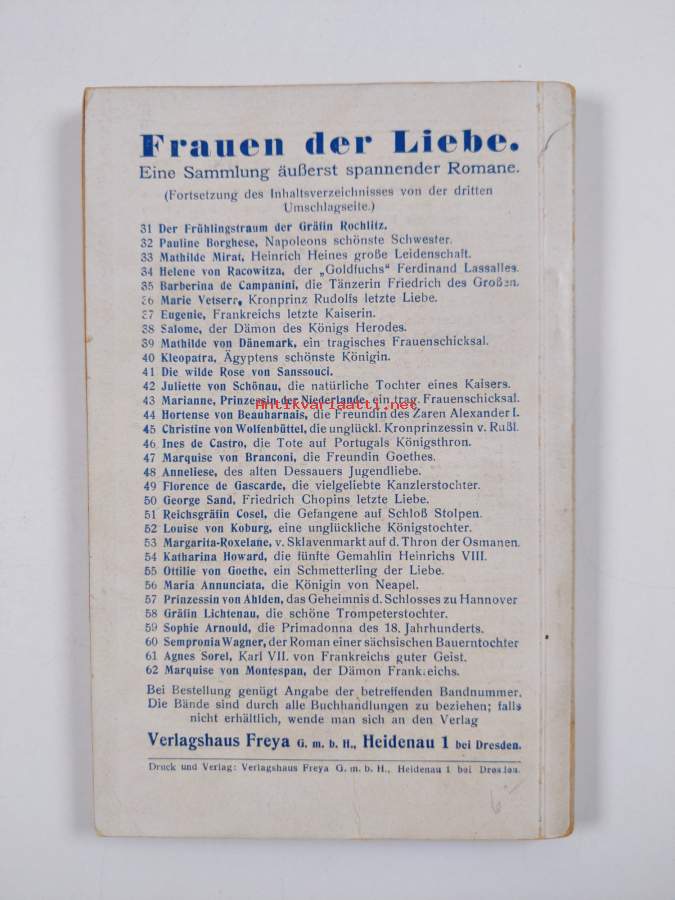 Frauen der Liebe.
Eine Sammlung äußerst spannender Romane.
(Fortsetzung des Inhaltsverzeichnisses von der dritten
Umschlagseite.)
31 Der Frühlingstraum der Gräfin Rochlitz.
32 Pauline Borghese, Napoleons schönste Schwester.
33 Mathilde Mirat, Heinrich Heines große Leidenschaft.
34 Helene von Racowitza, der „Goldfuchs“ Ferdinand Lassalles.
35 Barberina de Campanini, die Tänzerin Friedrich des Großen.
36 Marie Vetsera, Kronprinz Rudolfs letzte Liebe.
37 Eugenie, Frankreichs letzte Kaiserin.
38 Salome, der Dämon des Königs Herodes.
39 Mathilde von Dänemark, ein tragisches Frauenschicksal.
40 Kleopatra, Ägyptens schönste Königin.
41 Die wilde Rose von Sanssouci.
42 Juliette von Schönau, die natürliche Tochter eines Kaisers.
43 Marianne, Prinzessin der Niederlande, ein trag. Frauenschicksal.
Antikvariaatti.net
44 Hortense von Beauharnais, die Freundin des Zaren Alexander I.
45 Christine von Wolfenbüttel, die unglückl. Kronprinzessin v. Rußl.
46 Ines de Castro, die Tote auf Portugals Königsthron.
47 Marquise von Branconi, die Freundin Goethes.
48 Anneliese, des alten Dessauers Jugendliebe.
49 Florence de Gascarde, die vielgeliebte Kanzlerstochter.
50 George Sand, Friedrich Chopins letzte Liebe.
51 Reichsgräfin Cosel, die Gefangene auf Schloß Stolpen.
52 Louise von Koburg, eine unglückliche Königstochter.
53 Margarita-Roxelane, v. Sklavenmarkt auf d. Thron der Osmanen.
54 Katharina Howard, die fünfte Gemahlin Heinrichs VIII.
55 Ottilie von Goethe, ein Schmetterling der Liebe.
56 Maria Annunciata, die Königin von Neapel.
57 Prinzessin von Ahlden, das Geheimnis d. Schlosses zu Hannover
58 Gräfin Lichtenau, die schöne Trompeterstochter.
59 Sophie Arnould, die Primadonna des 18. Jahrhunderts.
60 Sempronia Wagner, der Roman einer sächsischen Bauerntochter
61 Agnes Sorel, Karl VII. von Frankreichs guter Geist.
62 Marquise von Montespan, der Dämon Frankreichs.
Bei Bestellung genügt Angabe der betreffenden Bandnummer.
Die Bände sind durch alle Buchhandlungen zu beziehen; falls
nicht erhältlich, wende man sich an den Verlag
Verlagshaus Freya G. m. b. H., Heidenau 1 bei Dresden.
Druck und Verlag: Verlagshaus Freya G. m. b. H., Heidenau 1 bei Dresden.